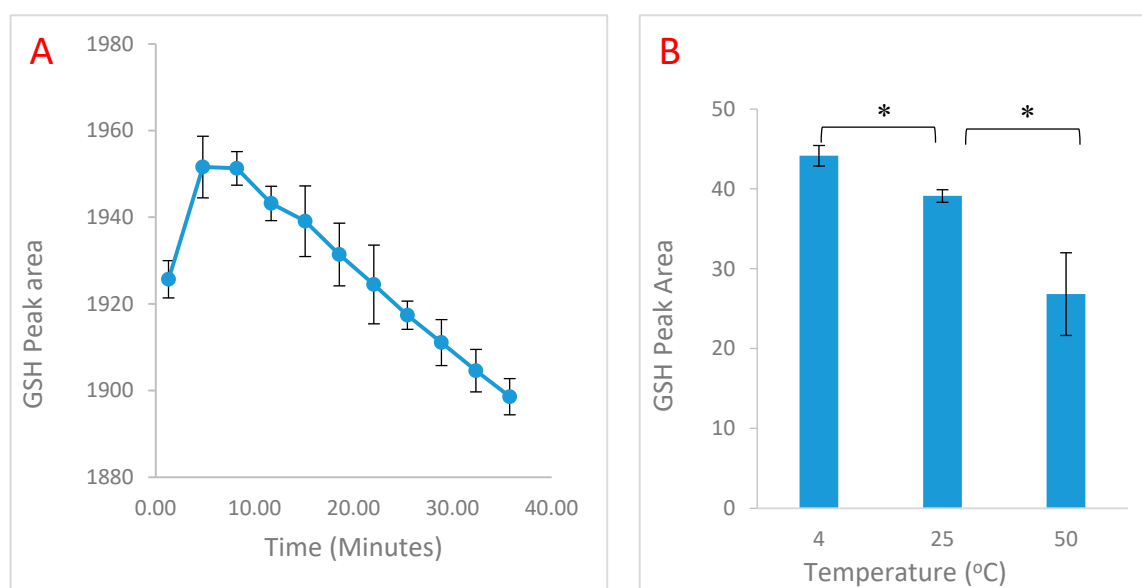 A
1980
1960
1940
1920
1900
1880
GSH Peak area
0.00 10.00 20.00 30.00 40.00
Time (Minutes)
B
50
40
30
20
10
0
GSH Peak Area
* *
4 25 50
Temperature (oC)